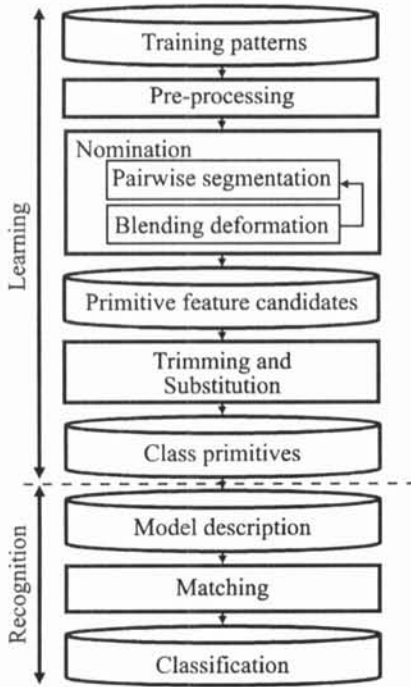 Training patterns
Pre-processing
Nomination
Pairwise segmentation
Blending deformation
Primitive feature candidates
Trimming and
Substitution
Class primitives
Model description
Matching
Classification
Learning
Recognition